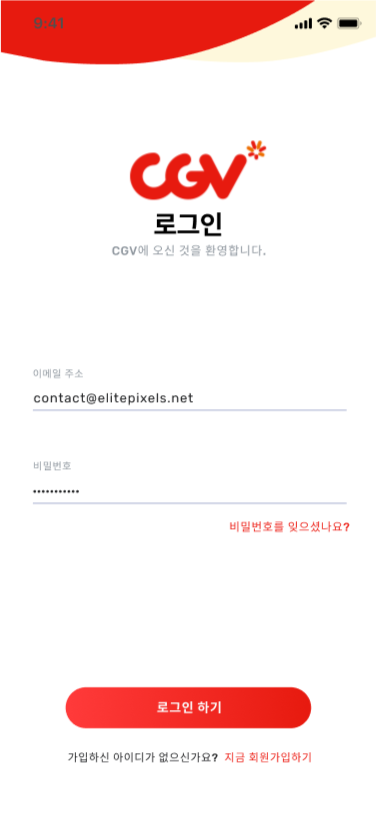 9:41
CGV
로그인
CGV에 오신 것을 환영합니다.
이메일 주소
contact@elitepixels.net
비밀번호
•••••••••••
비밀번호를 잊으셨나요?
로그인 하기
가입하신 아이디가 없으신가요? 지금 회원가입하기